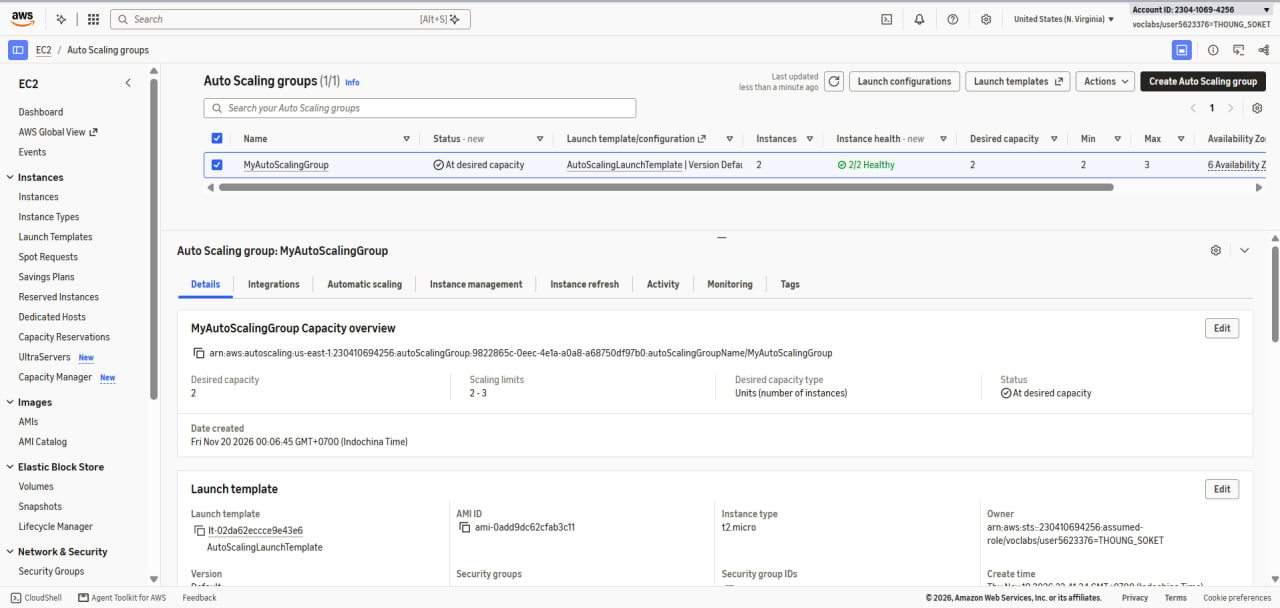 aws
Search
[Alt+S]
United States (N. Virginia)
Account ID: 2304-1069-4256
voclabs/user5623376=THOUNG_SOKET
EC2 / Auto Scaling groups
EC2
Dashboard
AWS Global View
Events
Instances
Instances
Instance Types
Launch Templates
Spot Requests
Savings Plans
Reserved Instances
Dedicated Hosts
Capacity Reservations
UltraServers New
Capacity Manager New
Images
AMIs
AMI Catalog
Elastic Block Store
Volumes
Snapshots
Lifecycle Manager
Network & Security
Security Groups
Auto Scaling groups (1/1) Info
Last updated
less than a minute ago
Launch configurations
Launch templates
Actions
Create Auto Scaling group
Search your Auto Scaling groups
1
Name Status - new Launch template/configuration Instances Instance health - new Desired capacity Min Max Availability Zo
MyAutoScalingGroup At desired capacity AutoScalingLaunchTemplate | Version Defau 2 2/2 Healthy 2 2 3 6 Availability Z
Auto Scaling group: MyAutoScalingGroup
Details Integrations Automatic scaling Instance management Instance refresh Activity Monitoring Tags
MyAutoScalingGroup Capacity overview
Edit
arn:aws:autoscaling:us-east-1:230410694256:autoScalingGroup:9822865c-0eec-4e1a-a0a8-a68750df97b0:autoScalingGroupName/MyAutoScalingGroup
Desired capacity
2
Scaling limits
2 - 3
Desired capacity type
Units (number of instances)
Status
At desired capacity
Date created
Fri Nov 20 2026 00:06:45 GMT+0700 (Indochina Time)
Launch template
Edit
Launch template
lt-02da62eccce9e43e6
AutoScalingLaunchTemplate
AMI ID
ami-0add9dc62cfab3c11
Instance type
t2.micro
Owner
arn:aws:sts::230410694256:assumed-
role/voclabs/user5623376=THOUNG_SOKET
Version
Default
Security groups
Security group IDs
Create time
CloudShell
Agent Toolkit for AWS
Feedback
© 2026, Amazon Web Services, Inc. or its affiliates.
Privacy
Terms
Cookie preferences